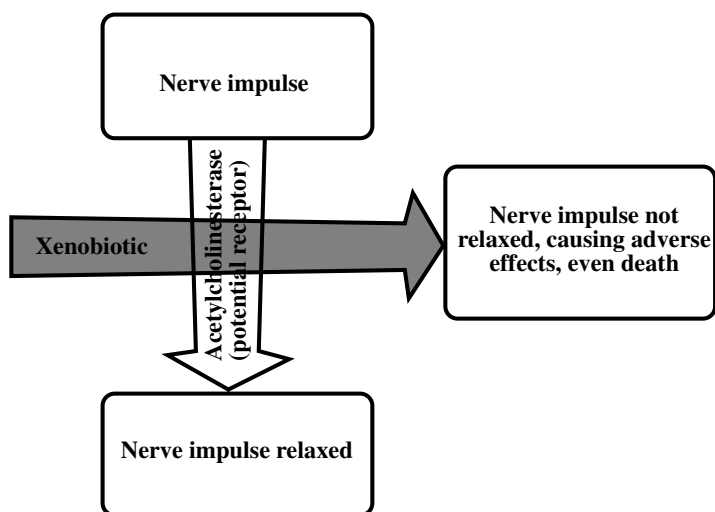 Nerve impulse
Acetylcholinesterase
(potential receptor)
Xenobiotic
Nerve impulse not
relaxed, causing adverse
effects, even death
Nerve impulse relaxed